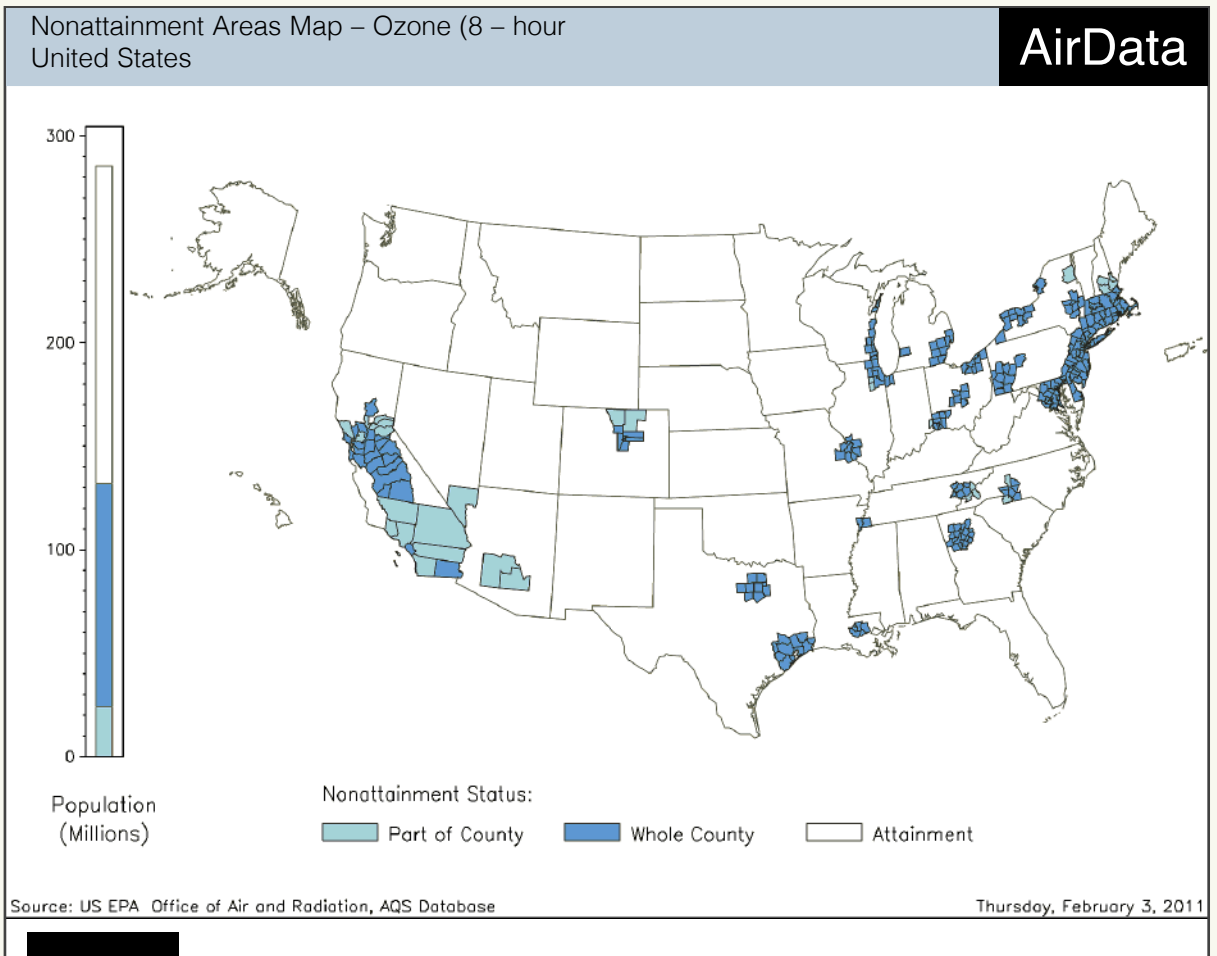 Nonattainment Areas Map – Ozone (8 – hour
United States
AirData
300
200
100
0
Population
(Millions)
Nonattainment Status:
Part of County
Whole County
Attainment
Source: US EPA Office of Air and Radiation, AQS Database
Thursday, February 3, 2011